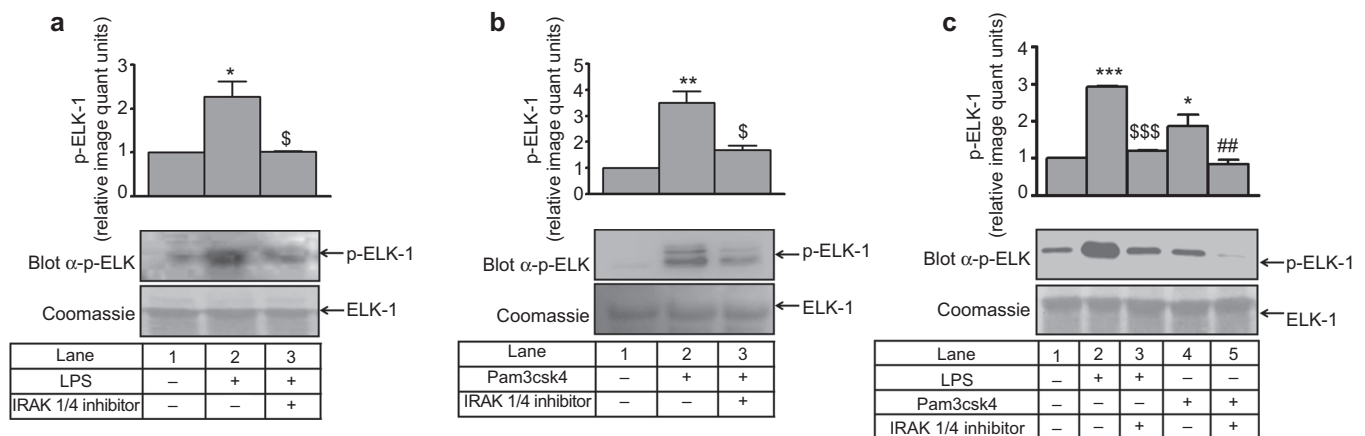 a
p-ELK-1
(relative image quant units)
3
2
1
0
*
$
Blot α-p-ELK
p-ELK-1
Coomassie
ELK-1
Lane 1 2 3
LPS – + +
IRAK 1/4 inhibitor – – +
b
p-ELK-1
(relative image quant units)
5
4
3
2
1
0
**
$
Blot α-p-ELK
p-ELK-1
Coomassie
ELK-1
Lane 1 2 3
Pam3csk4 – + +
IRAK 1/4 inhibitor – – +
c
p-ELK-1
(relative image quant units)
4
3
2
1
0
***
$$$
*
##
Blot α-p-ELK
p-ELK-1
Coomassie
ELK-1
Lane 1 2 3 4 5
LPS – + + – –
Pam3csk4 – – – + +
IRAK 1/4 inhibitor – – + – +